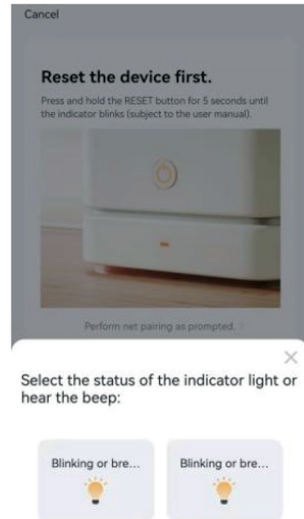 Cancel
Reset the device first.
Press and hold the RESET button for 5 seconds until
the indicator blinks (subject to the user manual).
Perform net pairing as prompted.
Select the status of the indicator light or
hear the beep:
Blinking or bre...
Blinking or bre...